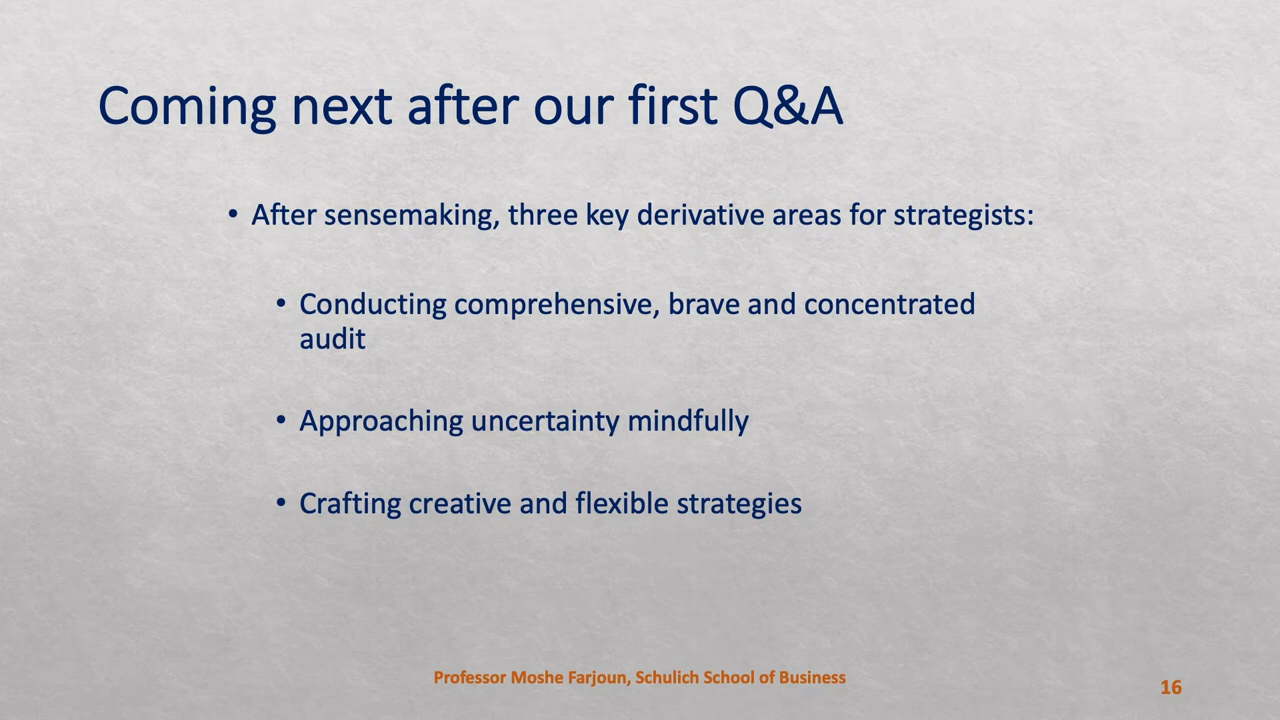 Coming next after our first Q&A
• After sensemaking, three key derivative areas for strategists:
• Conducting comprehensive, brave and concentrated
audit
• Approaching uncertainty mindfully
• Crafting creative and flexible strategies
Professor Moshe Farjoun, Schulich School of Business
16